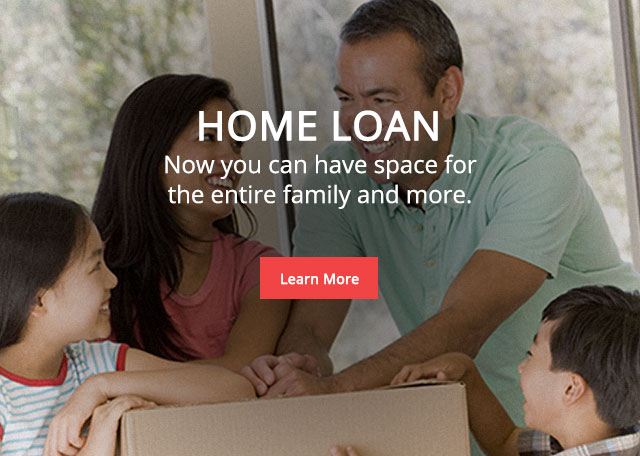 HOME LOAN
Now you can have space for
the entire family and more.
Learn More